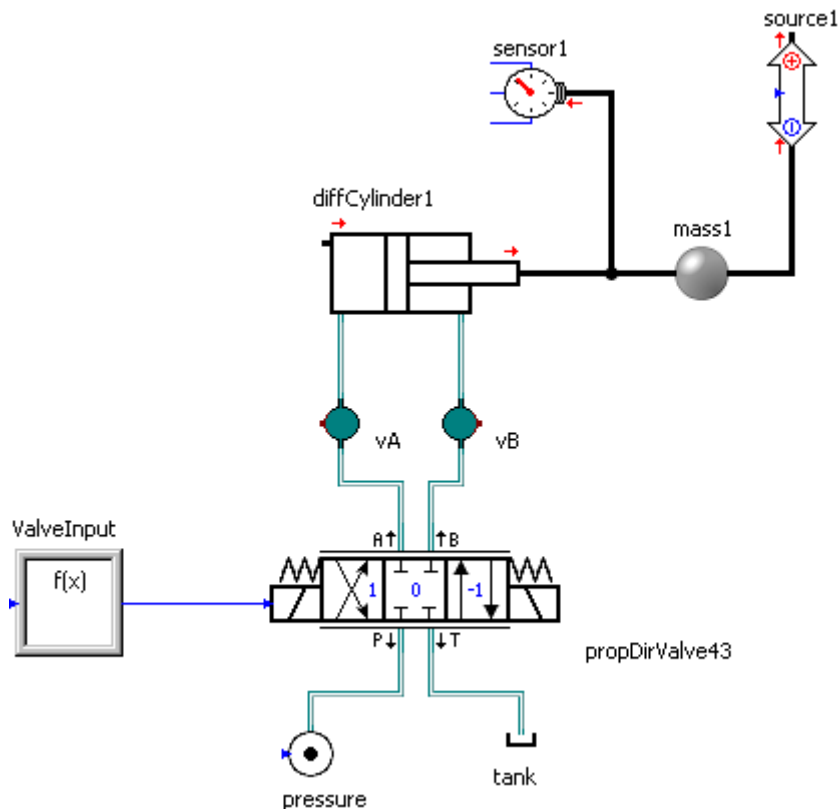 source1
sensor1
diffCylinder1
mass1
vA
vB
ValveInput
A
B
f(x)
1
0
-1
P
T
propDirValve43
tank
pressure